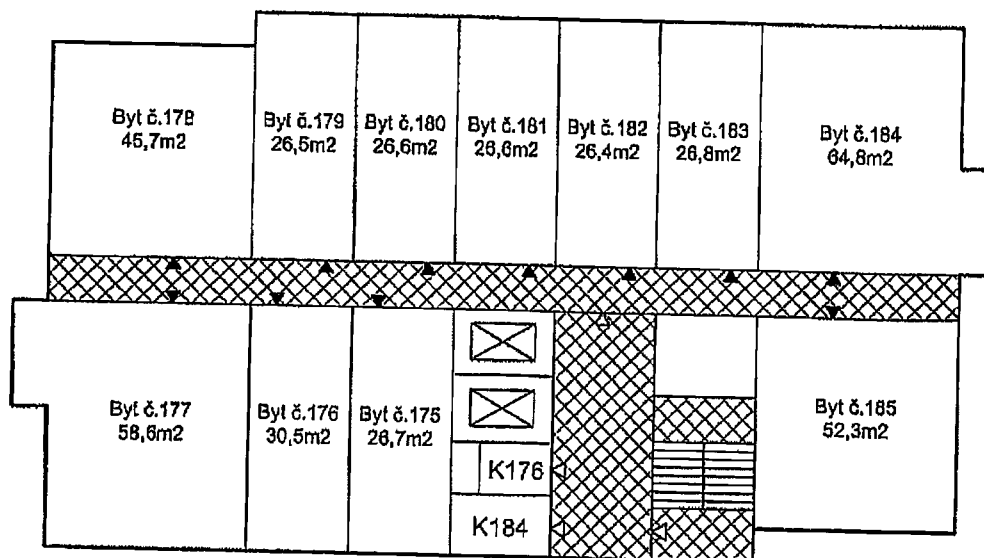 Byt č.178
45,7m2
Byt č.179
26,5m2
Byt č.180
26,6m2
Byt č.181
26,6m2
Byt č.182
26,4m2
Byt č.183
26,8m2
Byt č.184
64,8m2
Byt č.177
58,6m2
Byt č.176
30,5m2
Byt č.175
26,7m2
K176
K184
Byt č.185
52,3m2